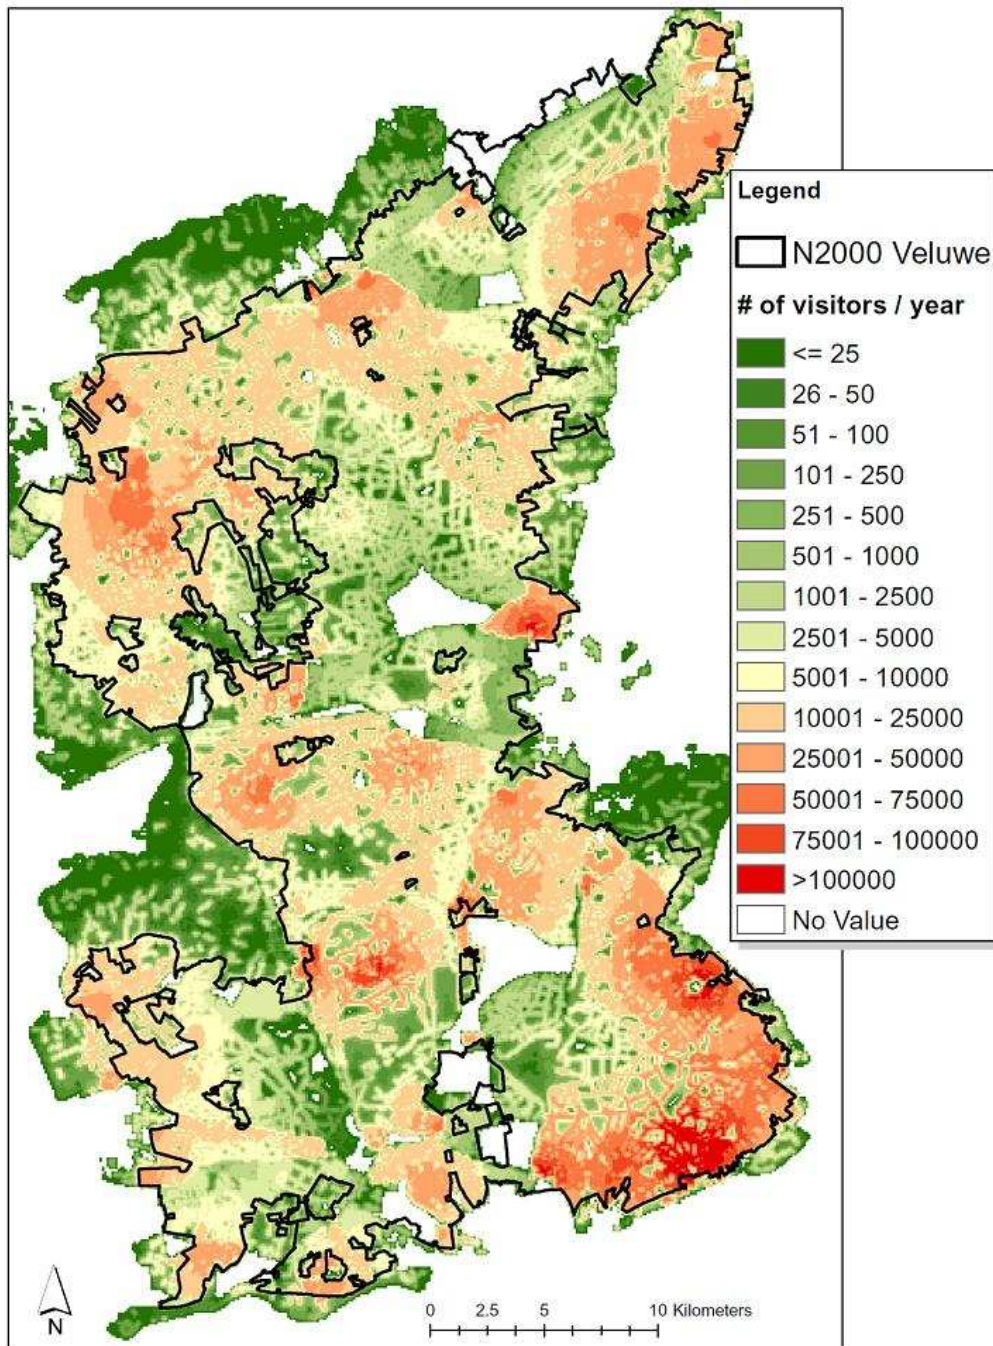 Legend
N2000 Veluwe
# of visitors / year
<= 25
26 - 50
51 - 100
101 - 250
251 - 500
501 - 1000
1001 - 2500
2501 - 5000
5001 - 10000
10001 - 25000
25001 - 50000
50001 - 75000
75001 - 100000
>100000
No Value
N
0 2.5 5 10 Kilometers